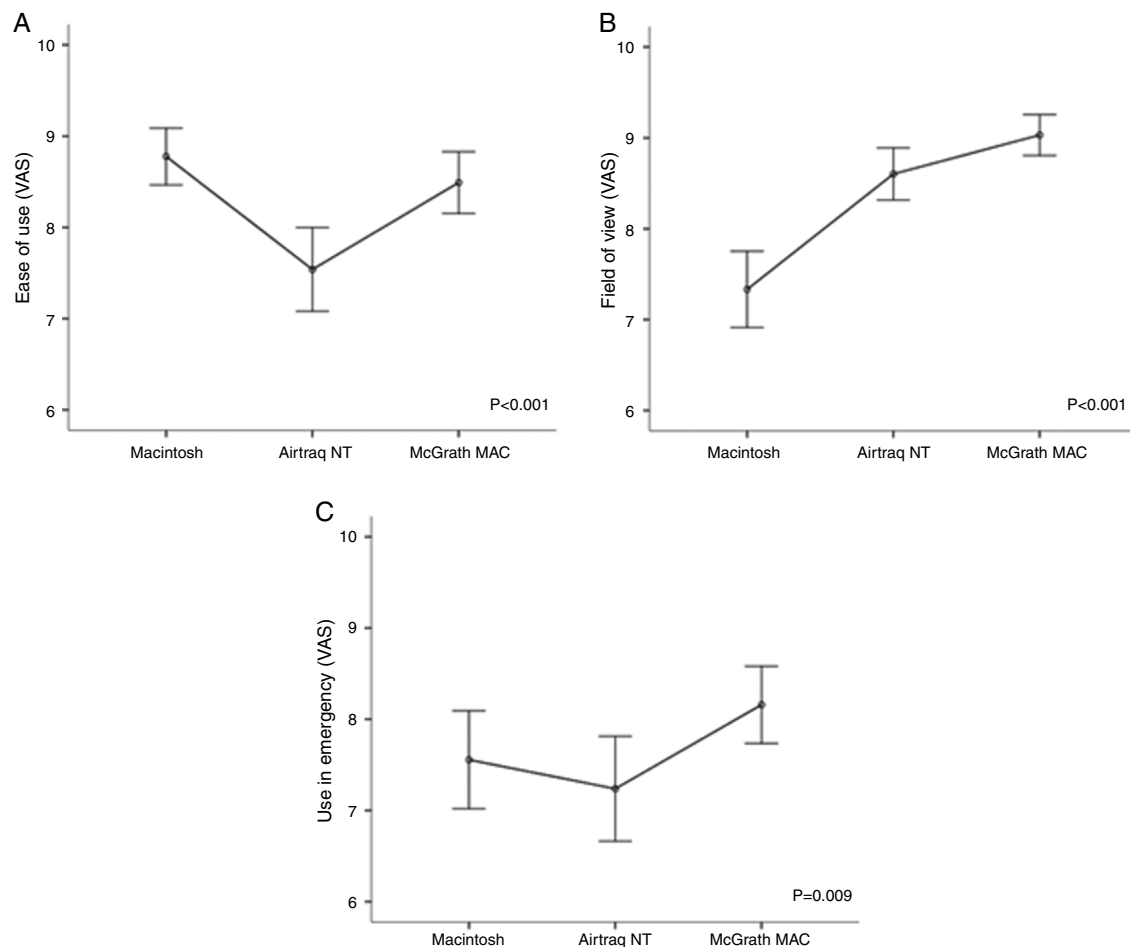 A
10
9
8
7
6
Ease of use (VAS)
P<0.001
Macintosh
Airtraq NT
McGrath MAC
B
10
9
8
7
6
Field of view (VAS)
P<0.001
Macintosh
Airtraq NT
McGrath MAC
C
10
9
8
7
6
Use in emergency (VAS)
P=0.009
Macintosh
Airtraq NT
McGrath MAC